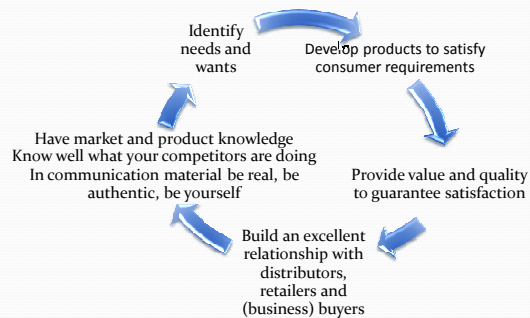 Identify
needs and
wants
Develop products to satisfy
consumer requirements
Provide value and quality
to guarantee satisfaction
Build an excellent
relationship with
distributors,
retailers and
(business) buyers
Have market and product knowledge
Know well what your competitors are doing
In communication material be real, be
authentic, be yourself